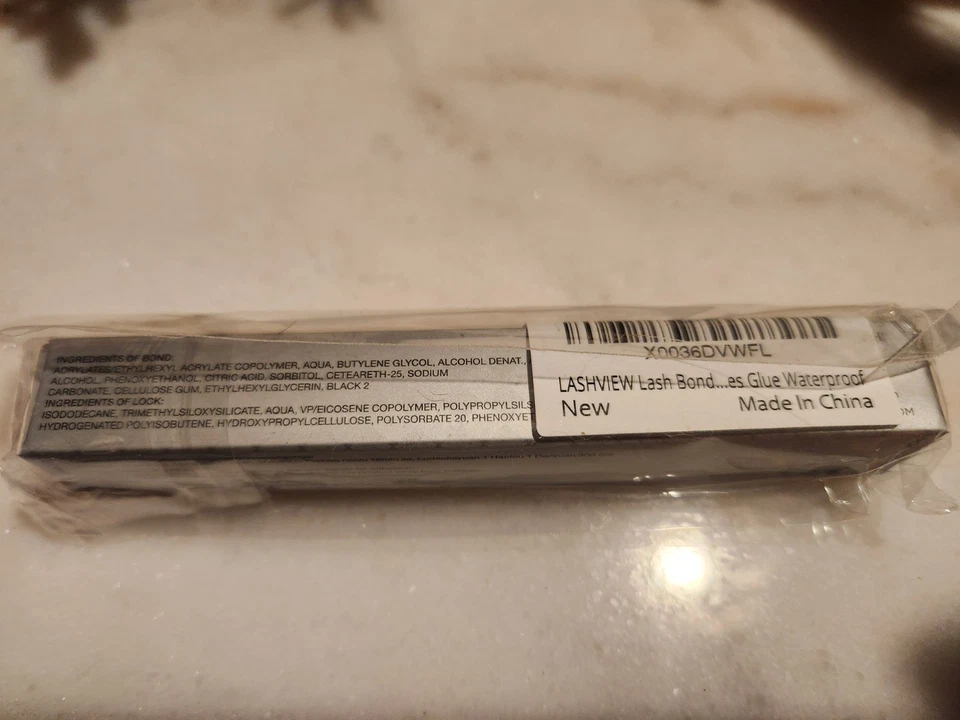 INGREDIENTS OF BOND:
ACRYLATES/ETHYLHEXYL ACRYLATE COPOLYMER, AQUA, BUTYLENE GLYCOL, ALCOHOL DENAT.,
ALCOHOL, PHENOXYETHANOL, CITRIC ACID, SORBITOL, CETEARETH-25, SODIUM
CARBONATE, CELLULOSE GUM, ETHYLHEXYLGLYCERIN, BLACK 2
INGREDIENTS OF LOCK:
ISODODECANE, TRIMETHYLSILOXYSILICATE, AQUA, VP/EICOSENE COPOLYMER, POLYPROPYLSILS
HYDROGENATED POLYISOBUTENE, HYDROXYPROPYLCELLULOSE, POLYSORBATE 20, PHENOXYE
X0036DVWFL
LASHVIEW Lash Bond...es Glue Waterproof
New Made In China